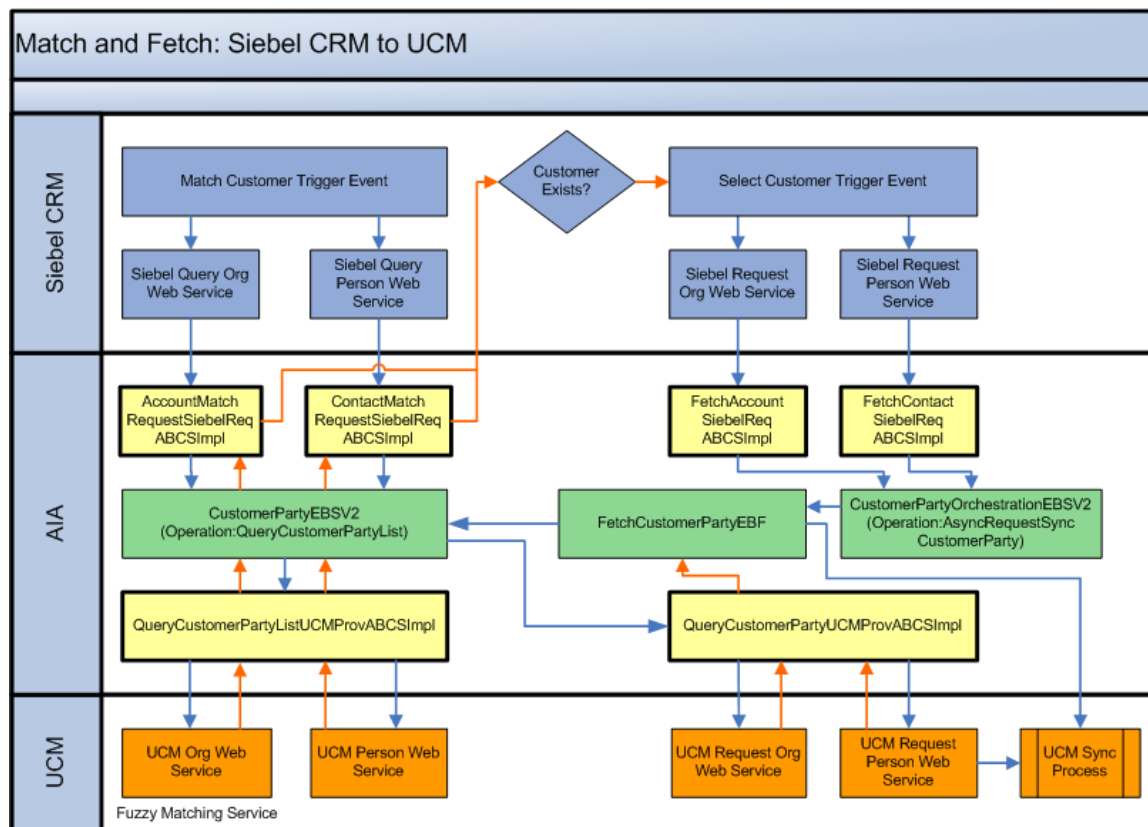 Match and Fetch: Siebel CRM to UCM
Siebel CRM
Match Customer Trigger Event
Customer
Exists?
Select Customer Trigger Event
Siebel Query Org
Web Service
Siebel Query
Person Web
Service
Siebel Request
Org Web Service
Siebel Request
Person Web
Service
AIA
AccountMatch
RequestSiebelReq
ABCSImpl
ContactMatch
RequestSiebelReq
ABCSImpl
FetchAccount
SiebelReq
ABCSImpl
FetchContact
SiebelReq
ABCSImpl
CustomerPartyEBSV2
(Operation:QueryCustomerPartyList)
FetchCustomerPartyEBF
CustomerPartyOrchestrationEBSV2
(Operation:AsyncRequestSync
CustomerParty)
QueryCustomerPartyListUCMProvABCSImpl
QueryCustomerPartyUCMProvABCSImpl
UCM
UCM Org Web
Service
UCM Person Web
Service
UCM Request Org
Web Service
UCM Request
Person Web
Service
UCM Sync
Process
Fuzzy Matching Service